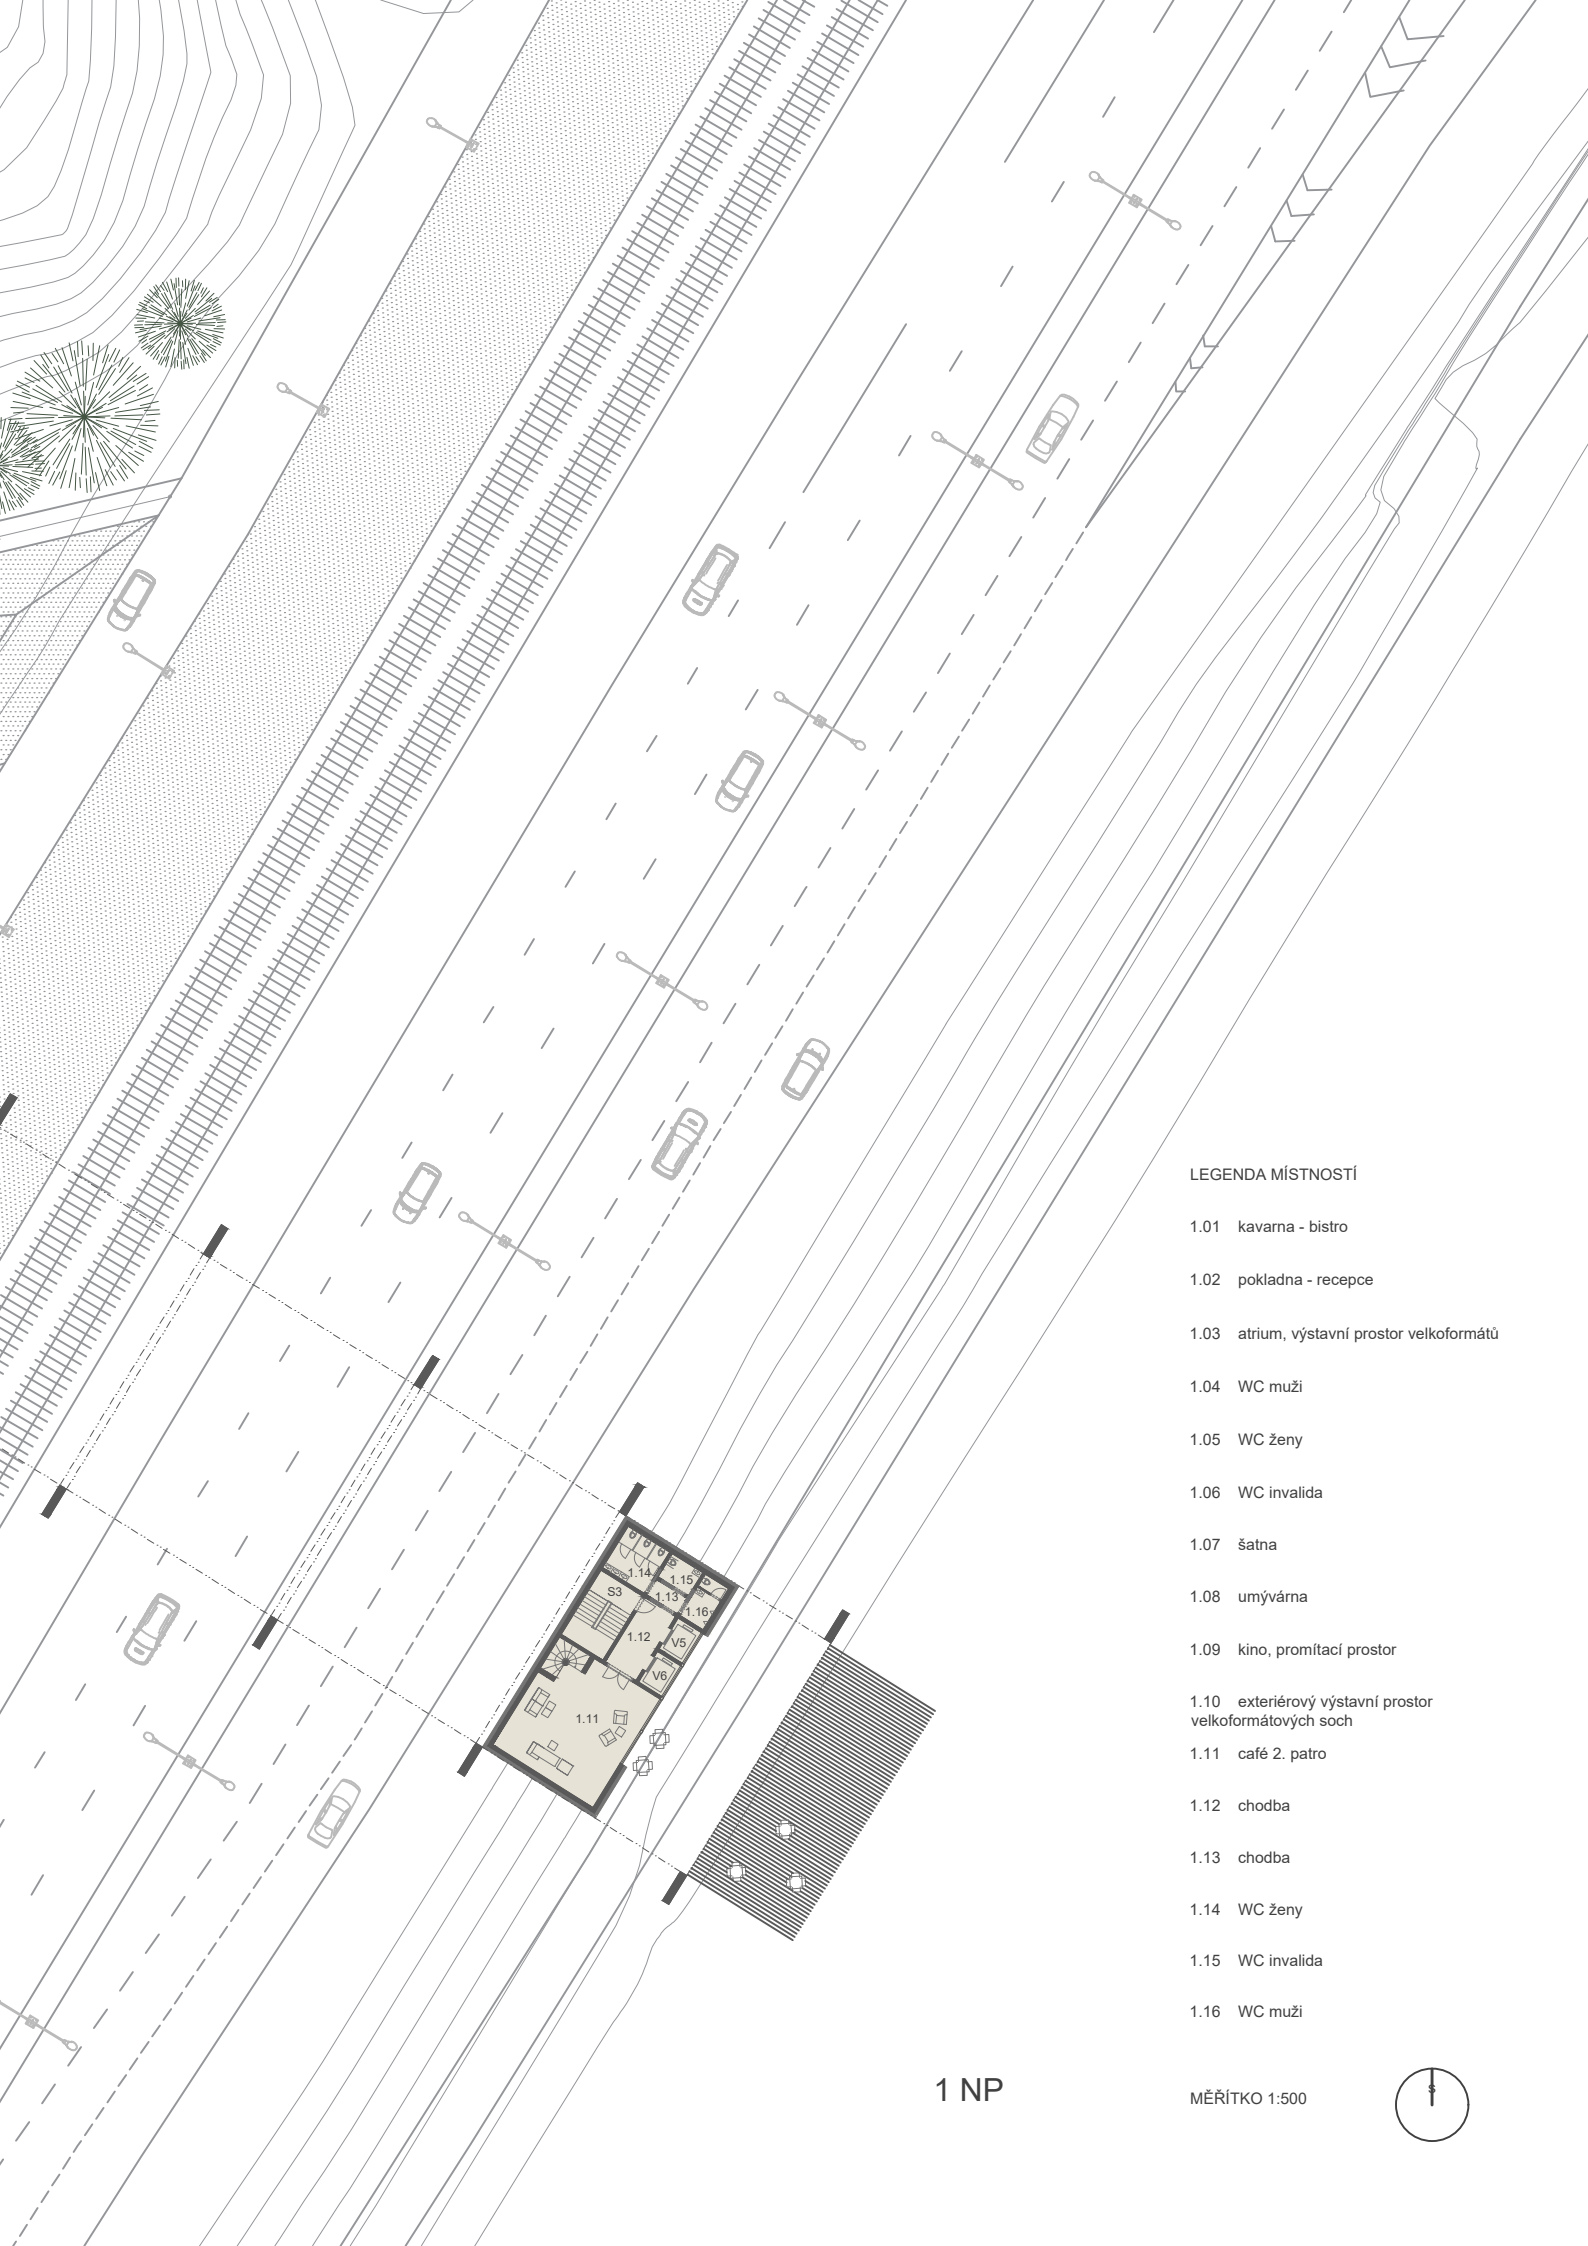 1.14
1.15
S3
1.13
1.16
1.12
V5
V6
1.11
LEGENDA MÍSTNOSTÍ
1.01 kavarna - bistro
1.02 pokladna - recepce
1.03 atrium, výstavní prostor velkoformátů
1.04 WC muži
1.05 WC ženy
1.06 WC invalida
1.07 šatna
1.08 umývárna
1.09 kino, promítací prostor
1.10 exteriérový výstavní prostor
velkoformátových soch
1.11 café 2. patro
1.12 chodba
1.13 chodba
1.14 WC ženy
1.15 WC invalida
1.16 WC muži
1 NP
MĚŘÍTKO 1:500
S